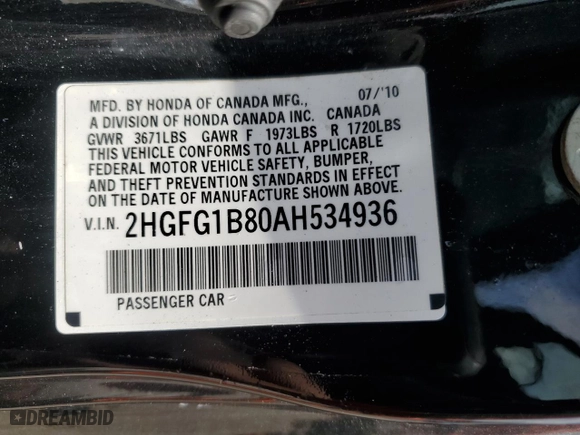 MFD. BY HONDA OF CANADA MFG., 07/'10
A DIVISION OF HONDA CANADA INC. CANADA
GVWR 3671LBS GAWR F 1973LBS R 1720LBS
THIS VEHICLE CONFORMS TO ALL APPLICABLE
FEDERAL MOTOR VEHICLE SAFETY, BUMPER,
AND THEFT PREVENTION STANDARDS IN EFFECT
ON THE DATE OF MANUFACTURE SHOWN ABOVE.
V.I.N. 2HGFG1B80AH534936
PASSENGER CAR
DREAMBID